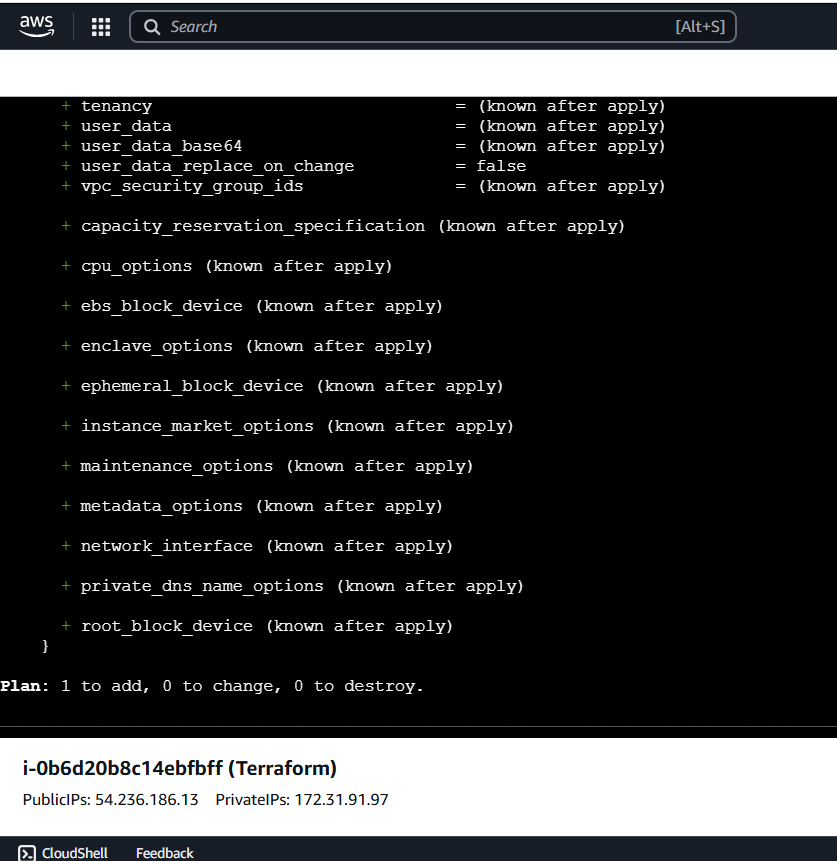 aws Search [Alt+S]
+ tenancy = (known after apply)
+ user_data = (known after apply)
+ user_data_base64 = (known after apply)
+ user_data_replace_on_change = false
+ vpc_security_group_ids = (known after apply)
+ capacity_reservation_specification (known after apply)
+ cpu_options (known after apply)
+ ebs_block_device (known after apply)
+ enclave_options (known after apply)
+ ephemeral_block_device (known after apply)
+ instance_market_options (known after apply)
+ maintenance_options (known after apply)
+ metadata_options (known after apply)
+ network_interface (known after apply)
+ private_dns_name_options (known after apply)
+ root_block_device (known after apply)
}
Plan: 1 to add, 0 to change, 0 to destroy.
i-0b6d20b8c14ebfbff (Terraform)
PublicIPs: 54.236.186.13 PrivateIPs: 172.31.91.97
CloudShell Feedback